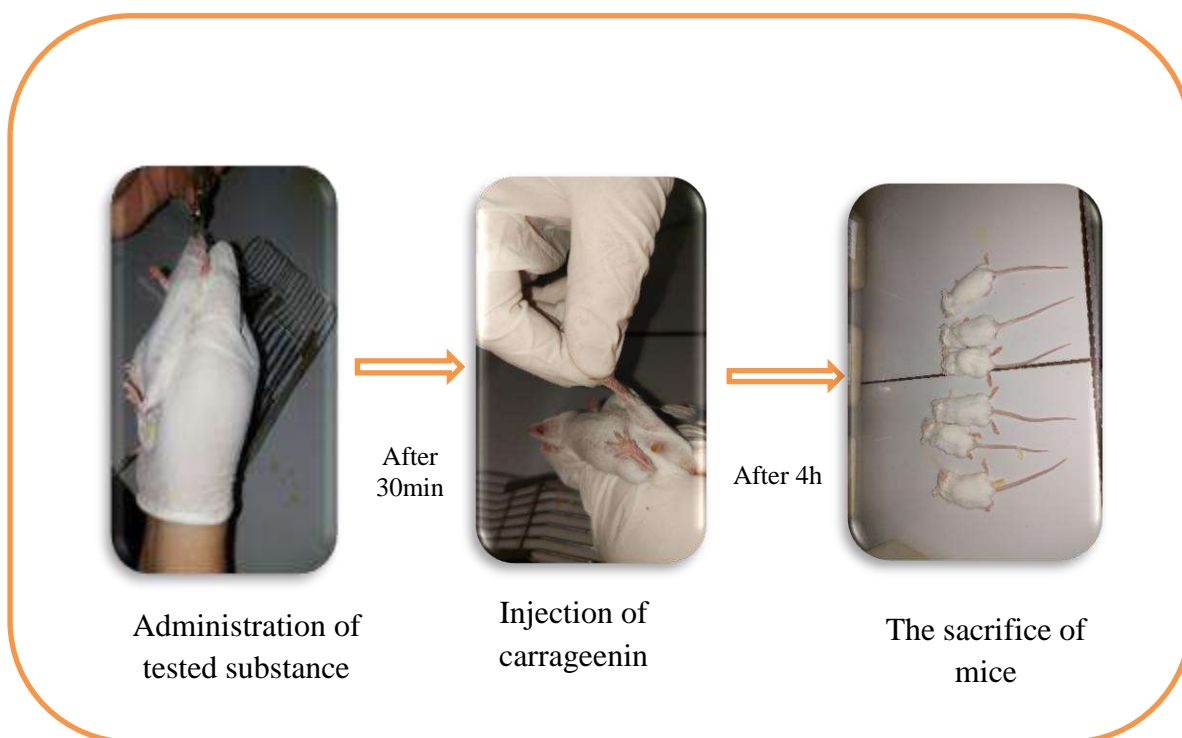 After
30min
After 4h
Administration of
tested substance
Injection of
carrageenin
The sacrifice of
mice